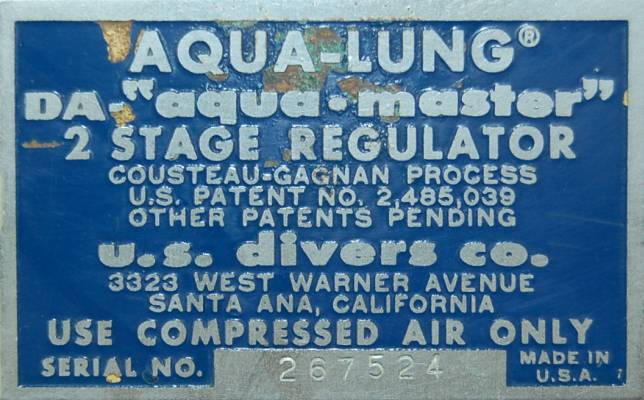 AQUA-LUNG®
DA. "aqua·master"
2 STAGE REGULATOR
COUSTEAU-GAGNAN PROCESS
U.S. PATENT NO. 2,485,039
OTHER PATENTS PENDING
u.s. divers co.
3323 WEST WARNER AVENUE
SANTA ANA, CALIFORNIA
USE COMPRESSED AIR ONLY
SERIAL NO. 267524 MADE IN
U.S.A.